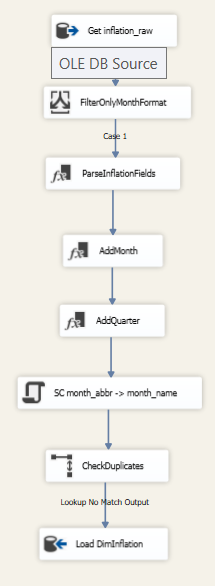 Get inflation_raw
OLE DB Source
FilterOnlyMonthFormat
Case 1
ParseInflationFields
AddMonth
AddQuarter
SC month_abbr -> month_name
CheckDuplicates
Lookup No Match Output
Load DimInflation